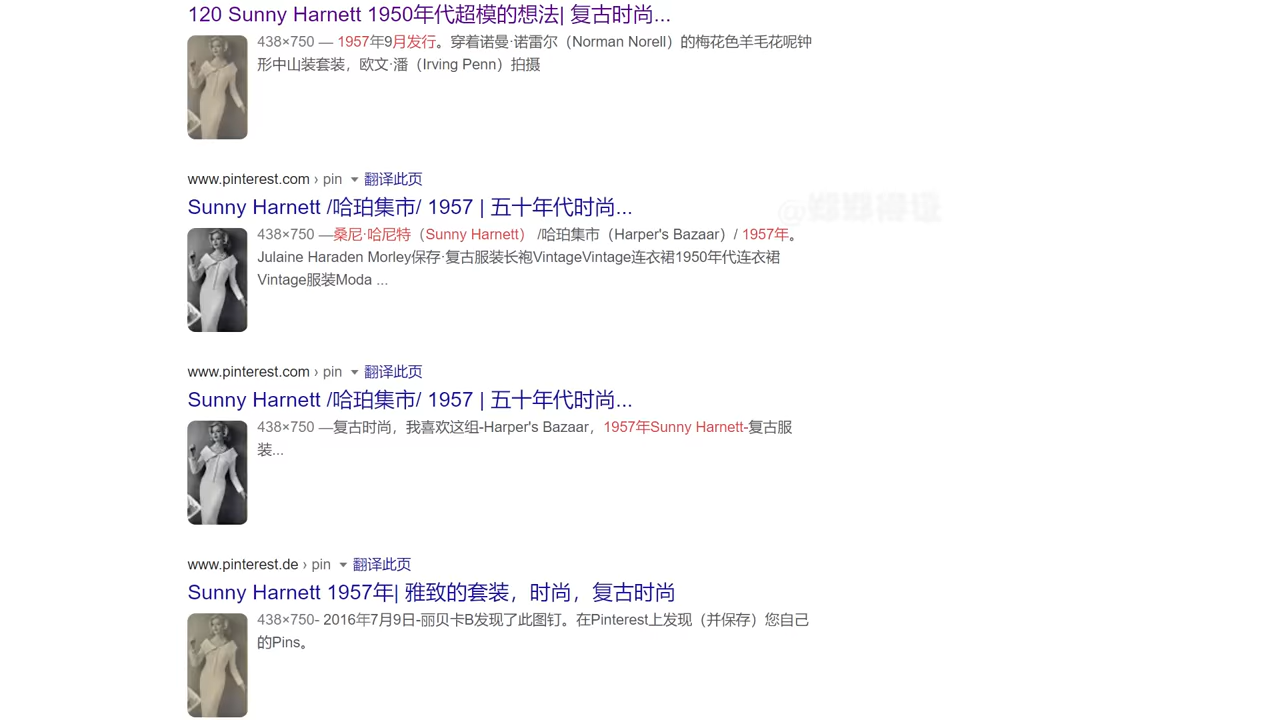 120 Sunny Harnett 1950年代超模的想法| 复古时尚...
438×750 — 1957年9月发行。穿着诺曼·诺雷尔（Norman Norell）的梅花色羊毛花呢钟
形中山装套装，欧文·潘（Irving Penn）拍摄
www.pinterest.com › pin 翻译此页
Sunny Harnett /哈珀集市/ 1957 | 五十年代时尚...
438×750 —桑尼·哈尼特（Sunny Harnett） /哈珀集市（Harper's Bazaar）/ 1957年。
Julaine Haraden Morley保存·复古服装长袍VintageVintage连衣裙1950年代连衣裙
Vintage服装Moda ...
www.pinterest.com › pin 翻译此页
Sunny Harnett /哈珀集市/ 1957 | 五十年代时尚...
438×750 —复古时尚，我喜欢这组-Harper's Bazaar，1957年Sunny Harnett-复古服
装...
www.pinterest.de › pin 翻译此页
Sunny Harnett 1957年| 雅致的套装，时尚，复古时尚
438×750- 2016年7月9日-丽贝卡B发现了此图钉。在Pinterest上发现（并保存）您自己
的Pins。